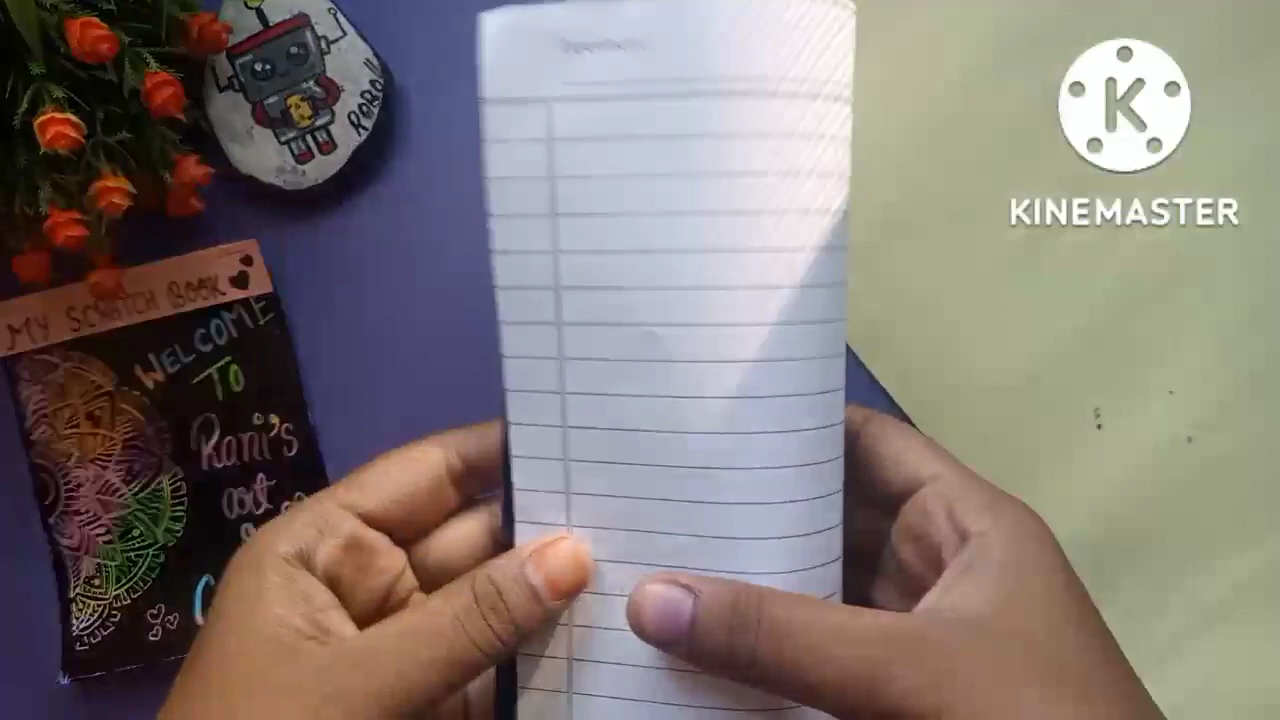 ROBO!!
KINEMASTER
MY SCRATCH BOOK
WELCOME
TO
Rani's
art